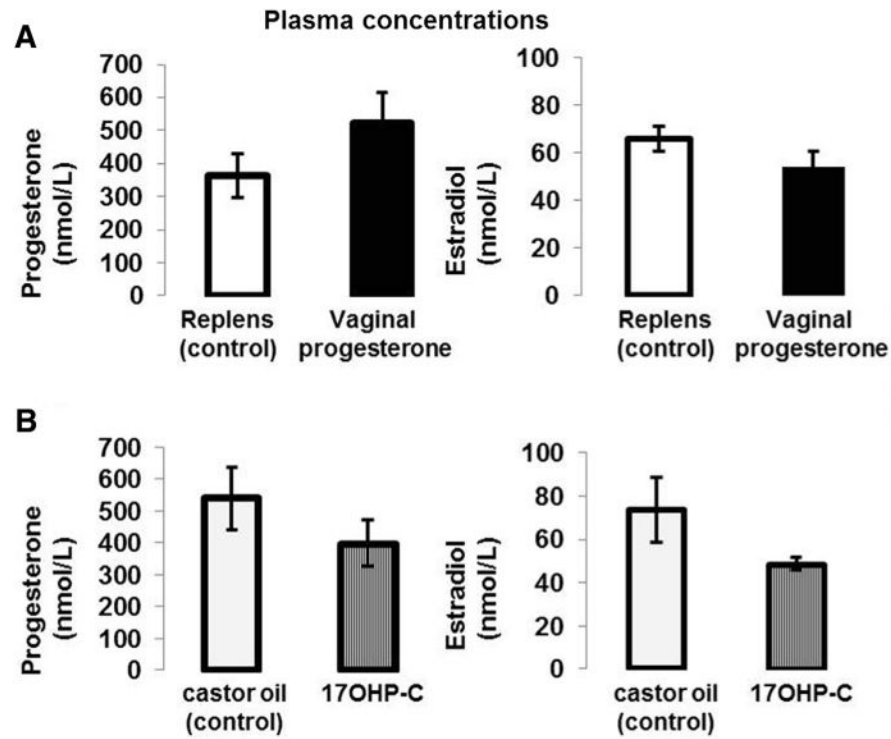 Plasma concentrations
A
Progesterone
(nmol/L)
700
600
500
400
300
200
100
0
Replens
(control)
Vaginal
progesterone
Estradiol
(nmol/L)
100
80
60
40
20
0
Replens
(control)
Vaginal
progesterone
B
Progesterone
(nmol/L)
700
600
500
400
300
200
100
0
castor oil
(control)
17OHP-C
Estradiol
(nmol/L)
100
80
60
40
20
0
castor oil
(control)
17OHP-C